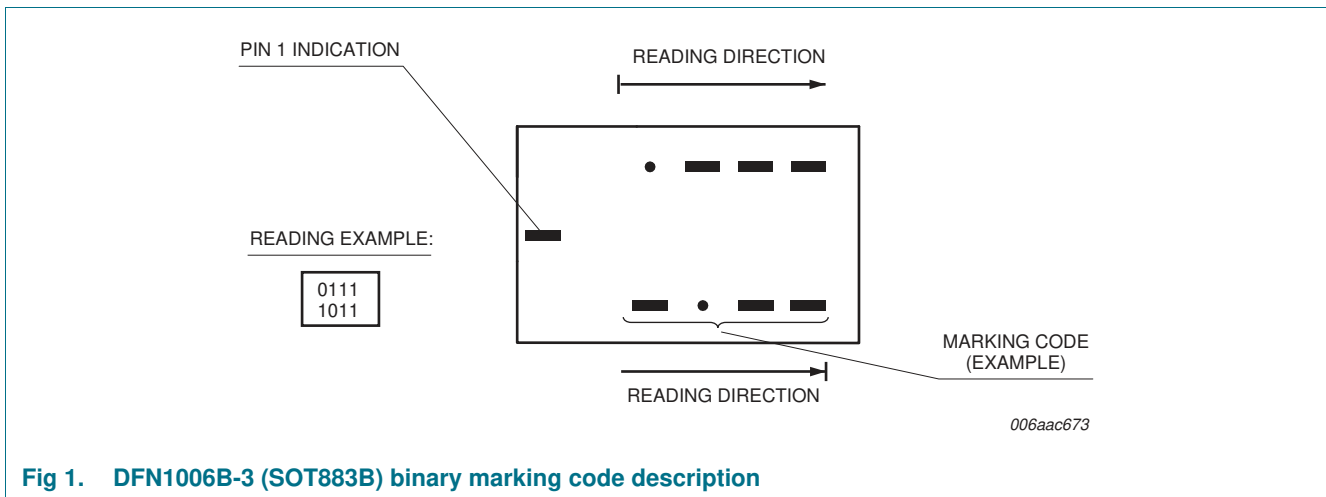 PIN 1 INDICATION
READING DIRECTION
READING EXAMPLE:
0111
1011
MARKING CODE
(EXAMPLE)
READING DIRECTION
006aac673
Fig 1. DFN1006B-3 (SOT883B) binary marking code description